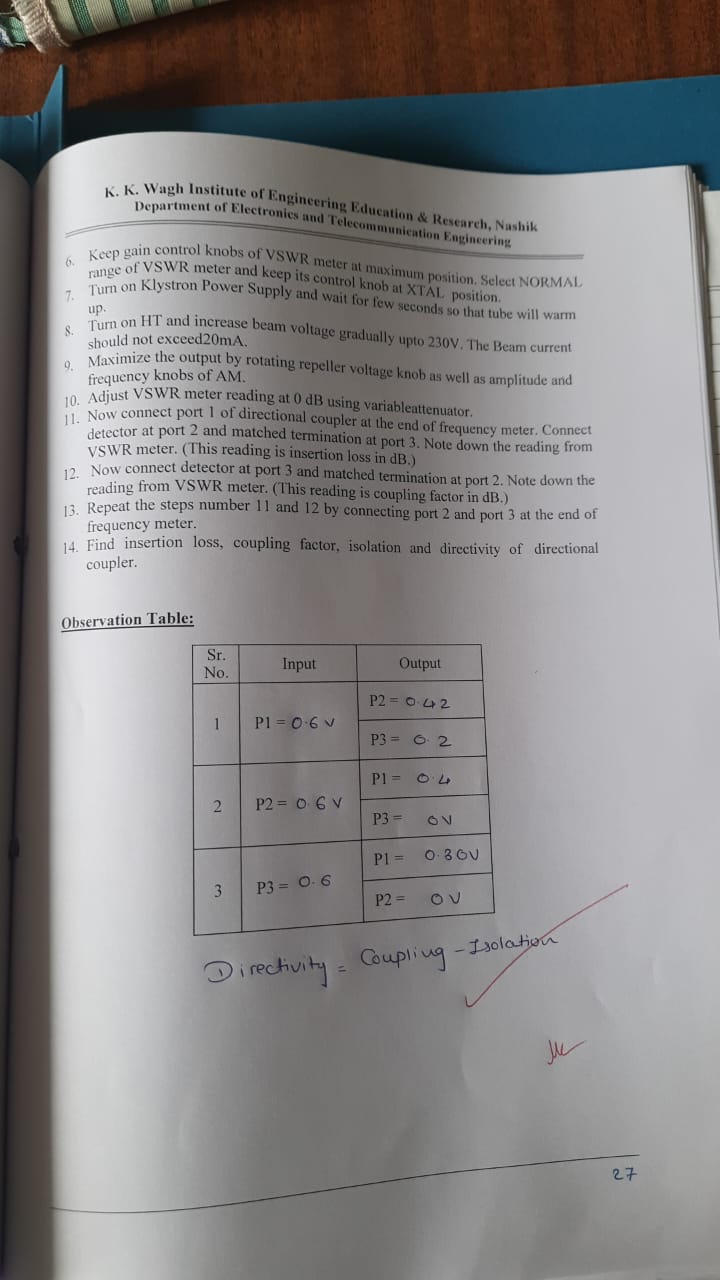 K. K. Wagh Institute of Engineering Education & Research, Nashik
Department of Electronics and Telecommunication Engineering
6. Keep gain control knobs of VSWR meter at maximum position. Select NORMAL
range of VSWR meter and keep its control knob at XTAL position.
7. Turn on Klystron Power Supply and wait for few seconds so that tube will warm
up.
8. Turn on HT and increase beam voltage gradually upto 230V. The Beam current
should not exceed20mA.
9. Maximize the output by rotating repeller voltage knob as well as amplitude and
frequency knobs of AM.
10. Adjust VSWR meter reading at 0 dB using variableattenuator.
11. Now connect port 1 of directional coupler at the end of frequency meter. Connect
detector at port 2 and matched termination at port 3. Note down the reading from
VSWR meter. (This reading is insertion loss in dB.)
12. Now connect detector at port 3 and matched termination at port 2. Note down the
reading from VSWR meter. (This reading is coupling factor in dB.)
13. Repeat the steps number 11 and 12 by connecting port 2 and port 3 at the end of
frequency meter.
14. Find insertion loss, coupling factor, isolation and directivity of directional
coupler.
Observation Table:
Sr.
No. Input Output
1 P1 = 0.6 V P2 = 0.42
P3 = 0.2
2 P2 = 0.6 V P1 = 0.4
P3 = 0V
3 P3 = 0.6 P1 = 0.30V
P2 = 0V
Directivity = Coupling - Isolation
27